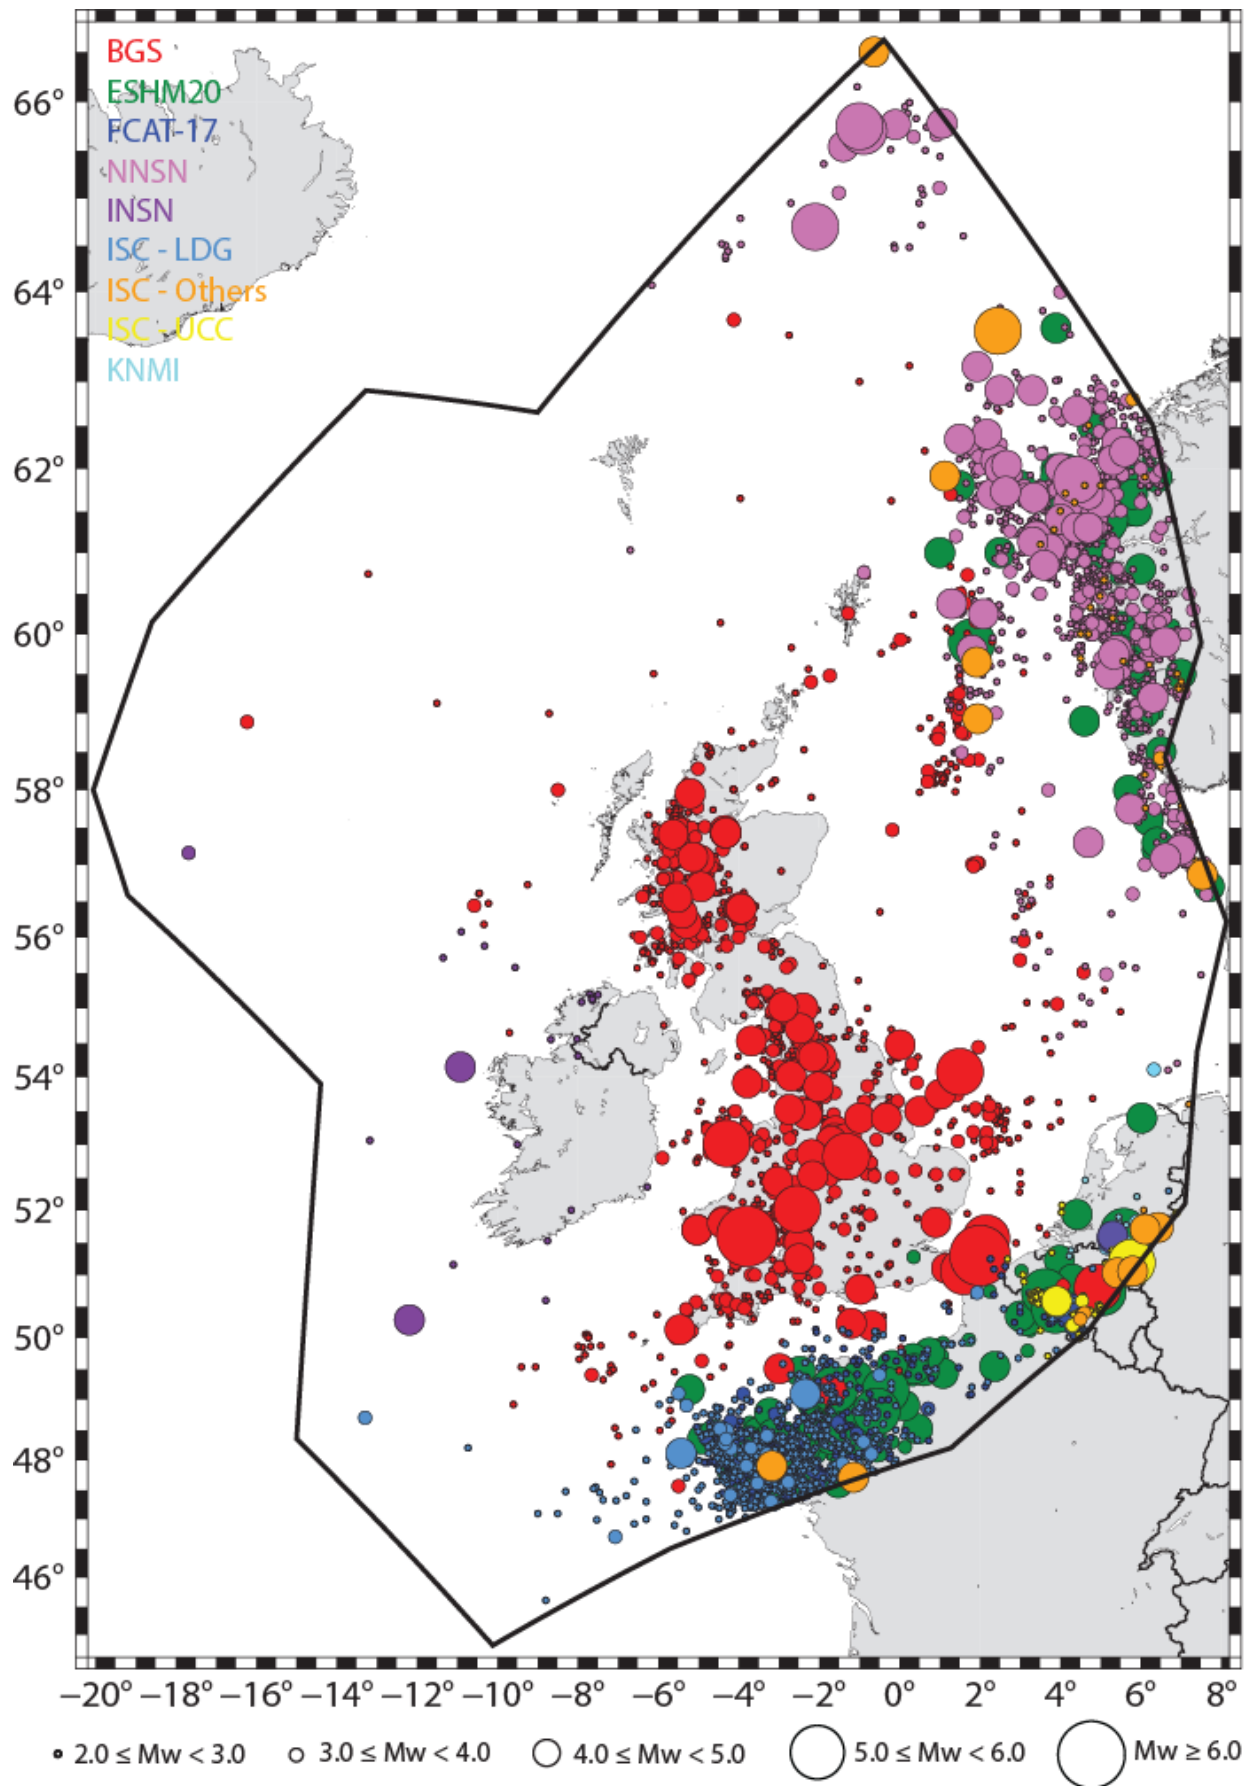 BGS
ESHM20
FCAT-17
NNSN
INSN
ISC - LDG
ISC - Others
ISC - UCC
KNMI
66°
64°
62°
60°
58°
56°
54°
52°
50°
48°
46°
−20° −18° −16° −14° −12° −10° −8° −6° −4° −2° 0° 2° 4° 6° 8°
2.0 ≤ Mw < 3.0 3.0 ≤ Mw < 4.0 4.0 ≤ Mw < 5.0 5.0 ≤ Mw < 6.0 Mw ≥ 6.0